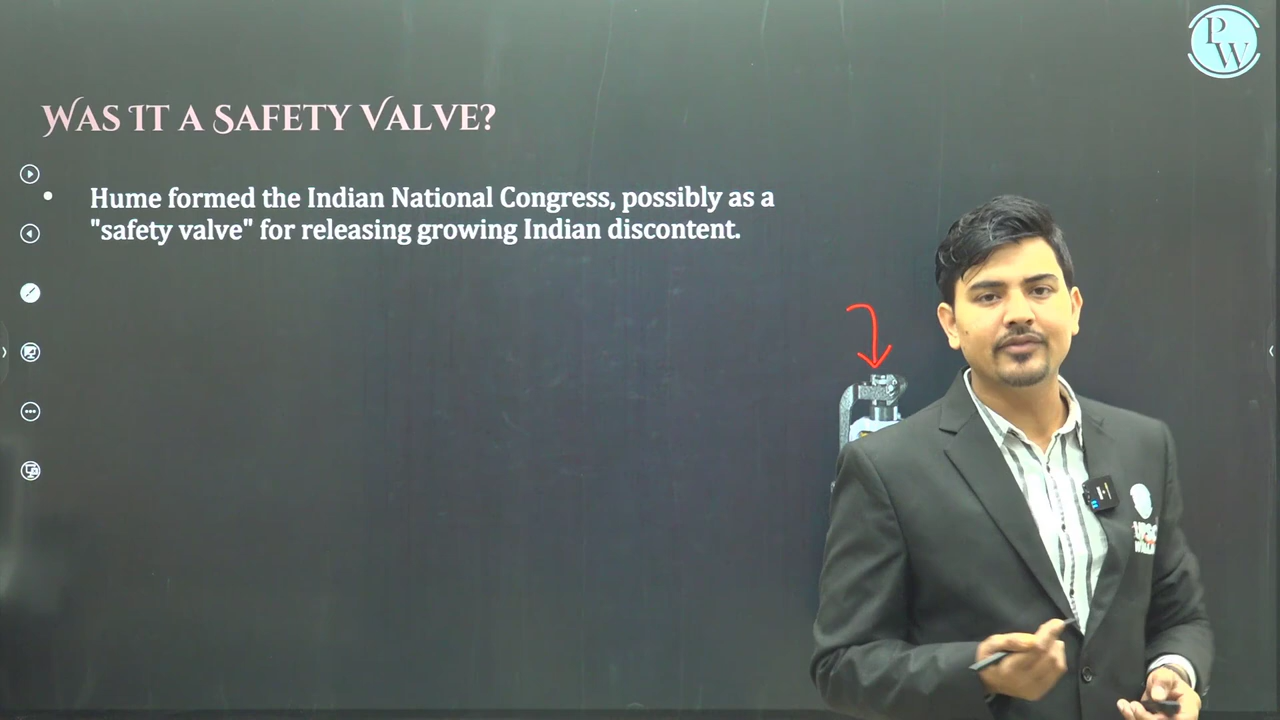 PW
WAS IT A SAFETY VALVE?
• Hume formed the Indian National Congress, possibly as a
"safety valve" for releasing growing Indian discontent.